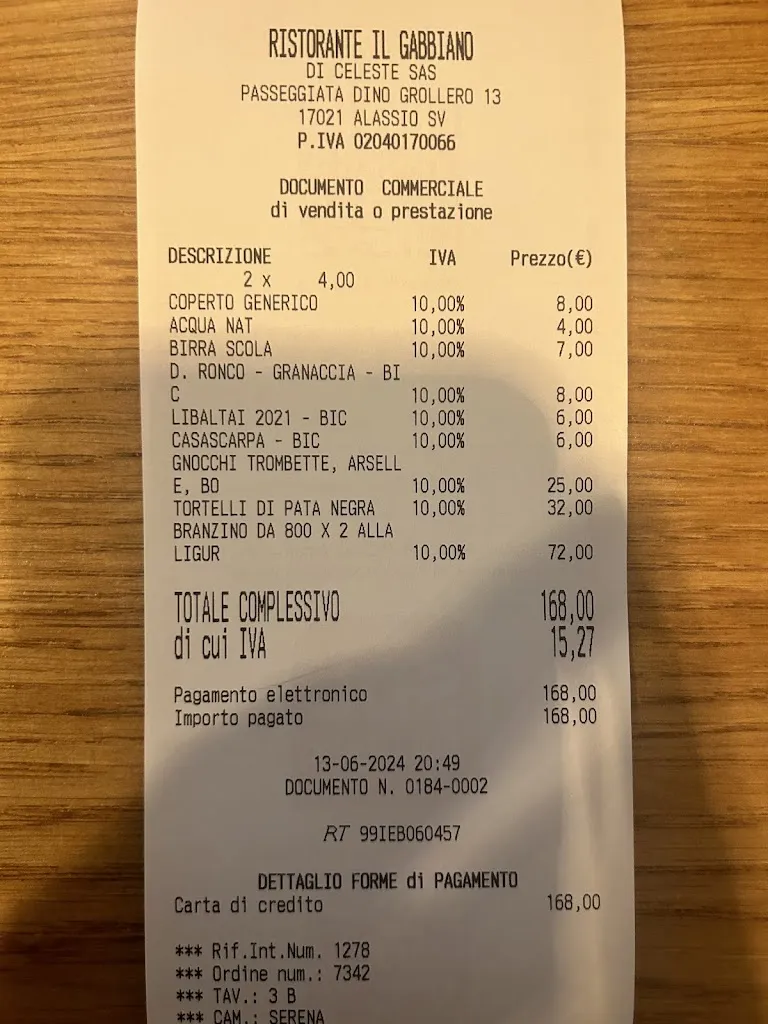 RISTORANTE IL GABBIANO
DI CELESTE SAS
PASSEGGIATA DINO GROLLERO 13
17021 ALASSIO SV
P.IVA 02040170066
DOCUMENTO COMMERCIALE
di vendita o prestazione
DESCRIZIONE IVA Prezzo(€)
2 x 4,00
COPERTO GENERICO 10,00% 8,00
ACQUA NAT 10,00% 4,00
BIRRA SCOLA 10,00% 7,00
D. RONCO - GRANACCIA - BI
C 10,00% 8,00
LIBALTAI 2021 - BIC 10,00% 6,00
CASASCARPA - BIC 10,00% 6,00
GNOCCHI TROMBETTE, ARSELL
E, BO 10,00% 25,00
TORTELLI DI PATA NEGRA 10,00% 32,00
BRANZINO DA 800 X 2 ALLA
LIGUR 10,00% 72,00
TOTALE COMPLESSIVO 168,00
di cui IVA 15,27
Pagamento elettronico 168,00
Importo pagato 168,00
13-06-2024 20:49
DOCUMENTO N. 0184-0002
RT 99IEB060457
DETTAGLIO FORME di PAGAMENTO
Carta di credito 168,00
*** Rif.Int.Num. 1278
*** Ordine num.: 7342
*** TAV.: 3 B
*** CAM.: SERENA